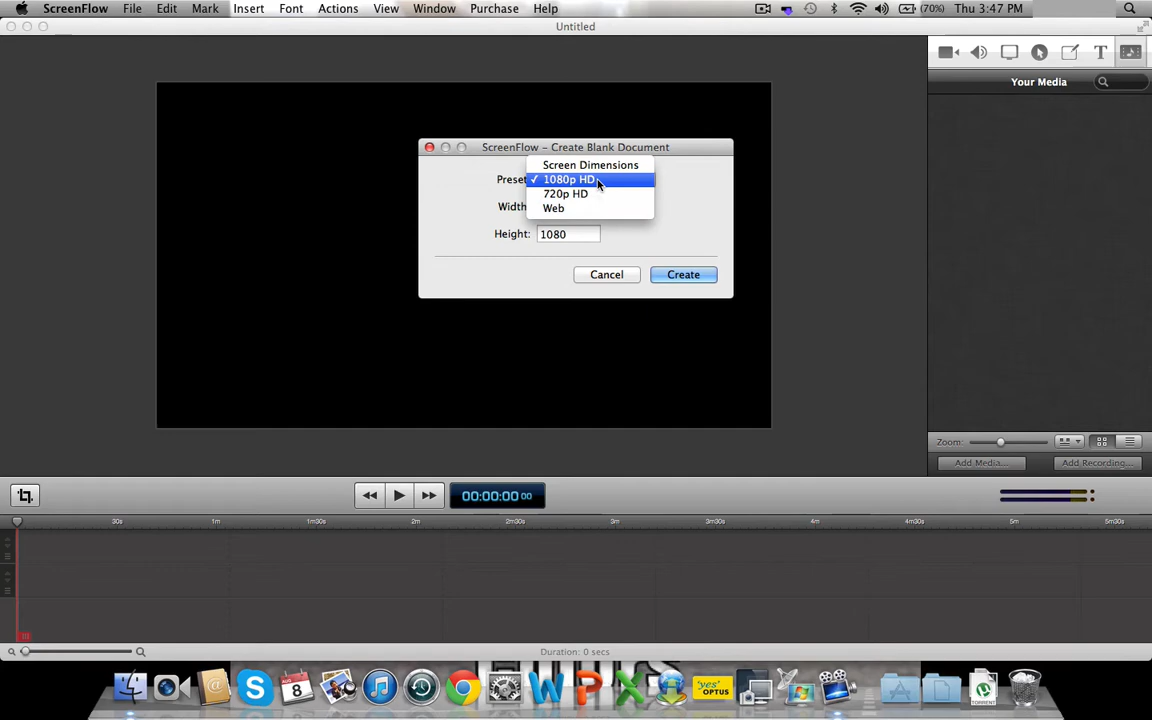 ScreenFlow File Edit Mark Insert Font Actions View Window Purchase Help (70%) Thu 3:47 PM
Untitled
Your Media
ScreenFlow – Create Blank Document
Screen Dimensions
Preset ✓ 1080p HD
720p HD
Width Web
Height: 1080
Cancel Create
Zoom:
Add Media... Add Recording...
00:00:00 00
30s 1m 1m30s 2m 2m30s 3m 3m30s 4m 4m30s 5m 5m30s
Duration: 0 secs
8
'yes' OPTUS
TORRENT